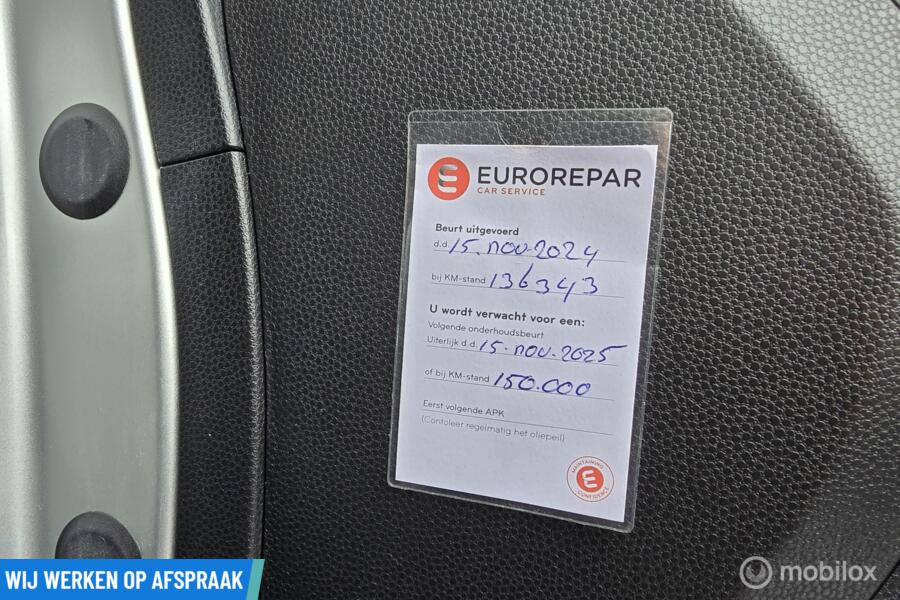 EUROREPAR
CAR SERVICE
Beurt uitgevoerd
d.d. 15. nov. 2024
bij KM-stand 136343
U wordt verwacht voor een:
Volgende onderhoudsbeurt
Uiterlijk d.d. 15. nov. 2025
of bij KM-stand 150.000
Eerst volgende APK
(Contoleer regelmatig het oliepeil)
MAINTAINING
CONFIDENCE
WIJ WERKEN OP AFSPRAAK
mobilox